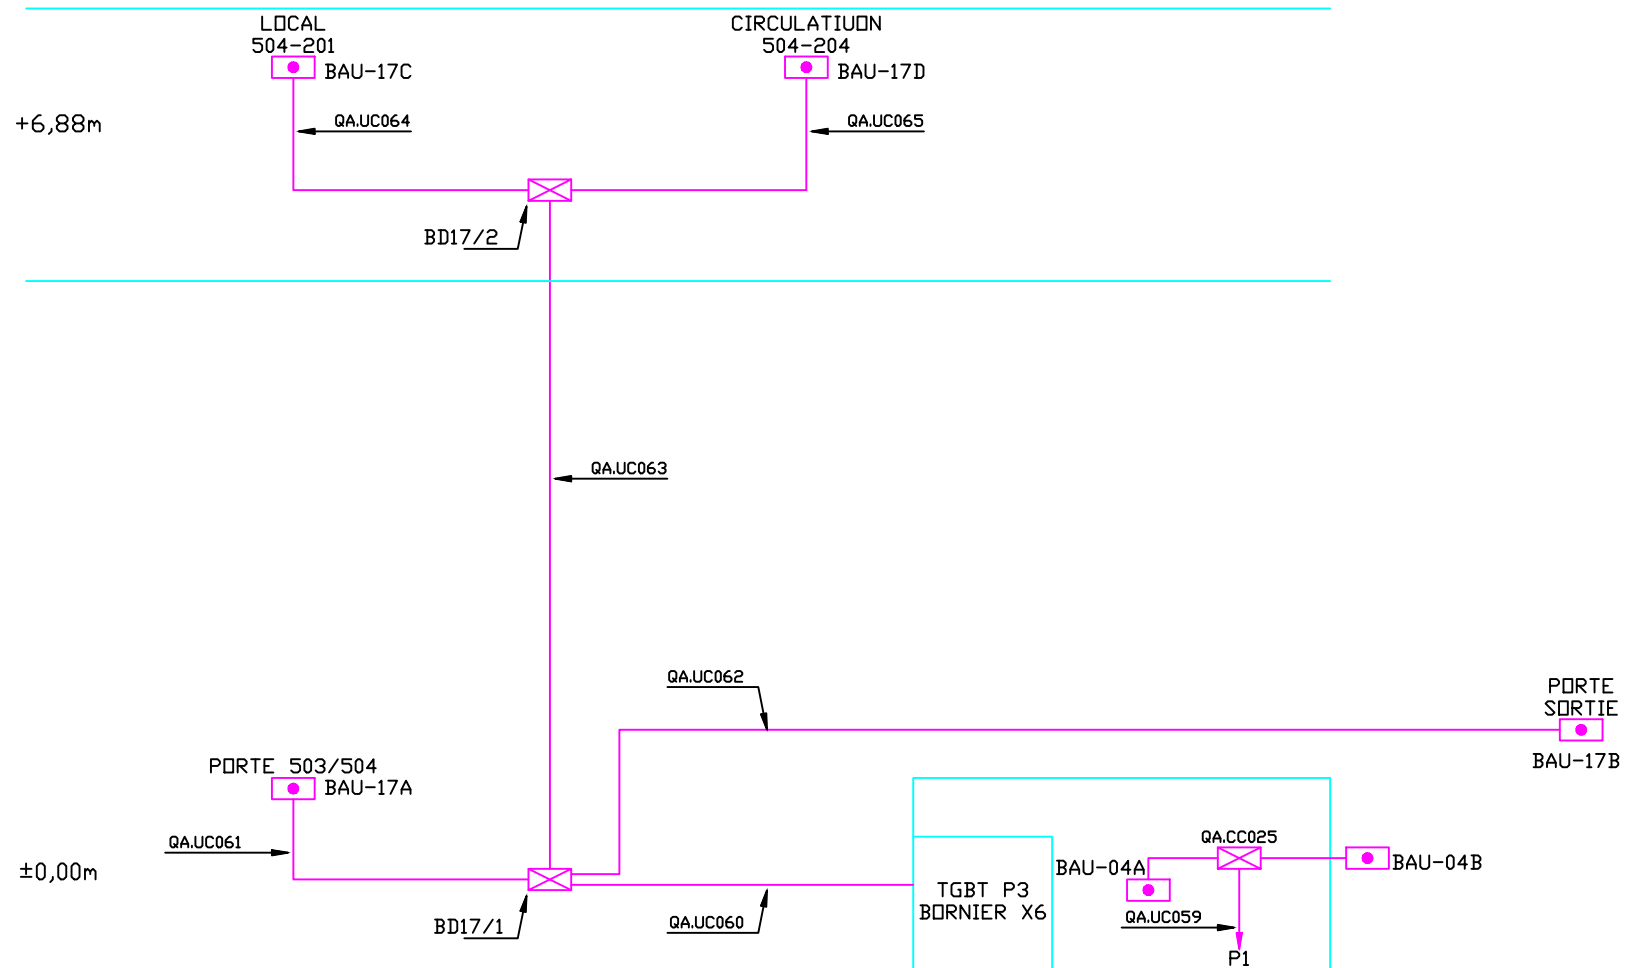 LOCAL
504-201
BAU-17C
CIRCULATIUON
504-204
BAU-17D
+6,88m
QA.UC064
QA.UC065
BD17/2
QA.UC063
QA.UC062
PORTE
SORTIE
BAU-17B
PORTE 503/504
BAU-17A
QA.UC061
±0,00m
BD17/1
QA.UC060
TGBT P3
BORNIER X6
QA.CC025
BAU-04A
BAU-04B
QA.UC059
P1